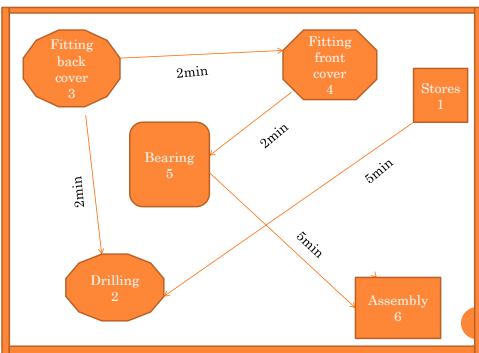 Fitting
back
cover
3
2min
Fitting
front
cover
4
Stores
1
2min
Bearing
5
5min
2min
5min
Drilling
2
Assembly
6